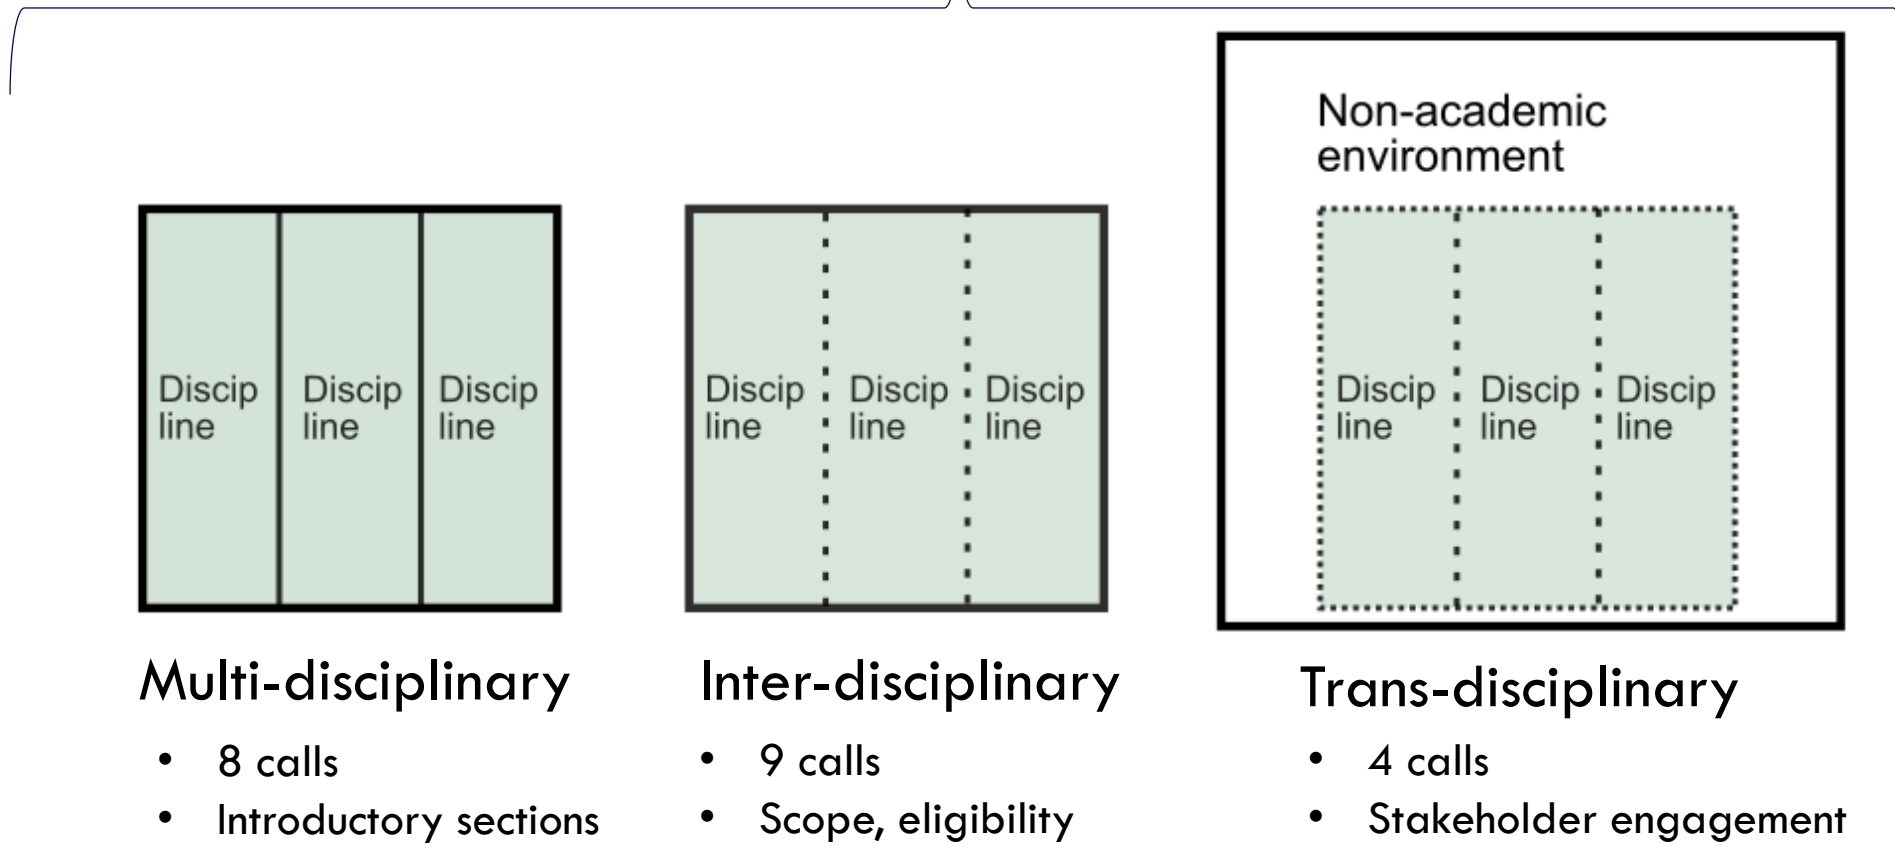 Non-academic
environment
Discip
line
Discip
line
Discip
line
Discip
line
Discip
line
Discip
line
Discip
line
Discip
line
Discip
line
Multi-disciplinary
• 8 calls
• Introductory sections
Inter-disciplinary
• 9 calls
• Scope, eligibility
Trans-disciplinary
• 4 calls
• Stakeholder engagement